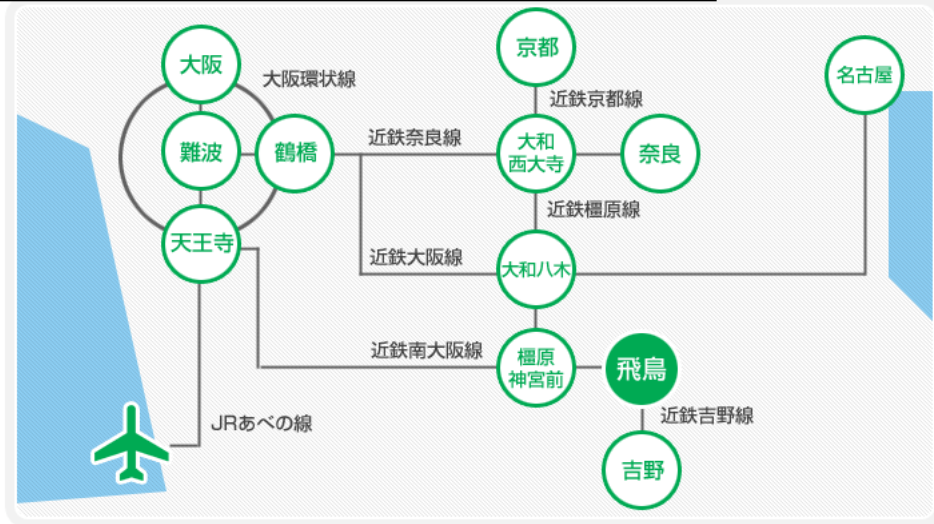 大阪
大阪環状線
京都
名古屋
近鉄京都線
難波
鶴橋
近鉄奈良線
大和
西大寺
奈良
近鉄橿原線
天王寺
近鉄大阪線
大和八木
近鉄南大阪線
橿原
神宮前
飛鳥
JRあべの線
近鉄吉野線
吉野